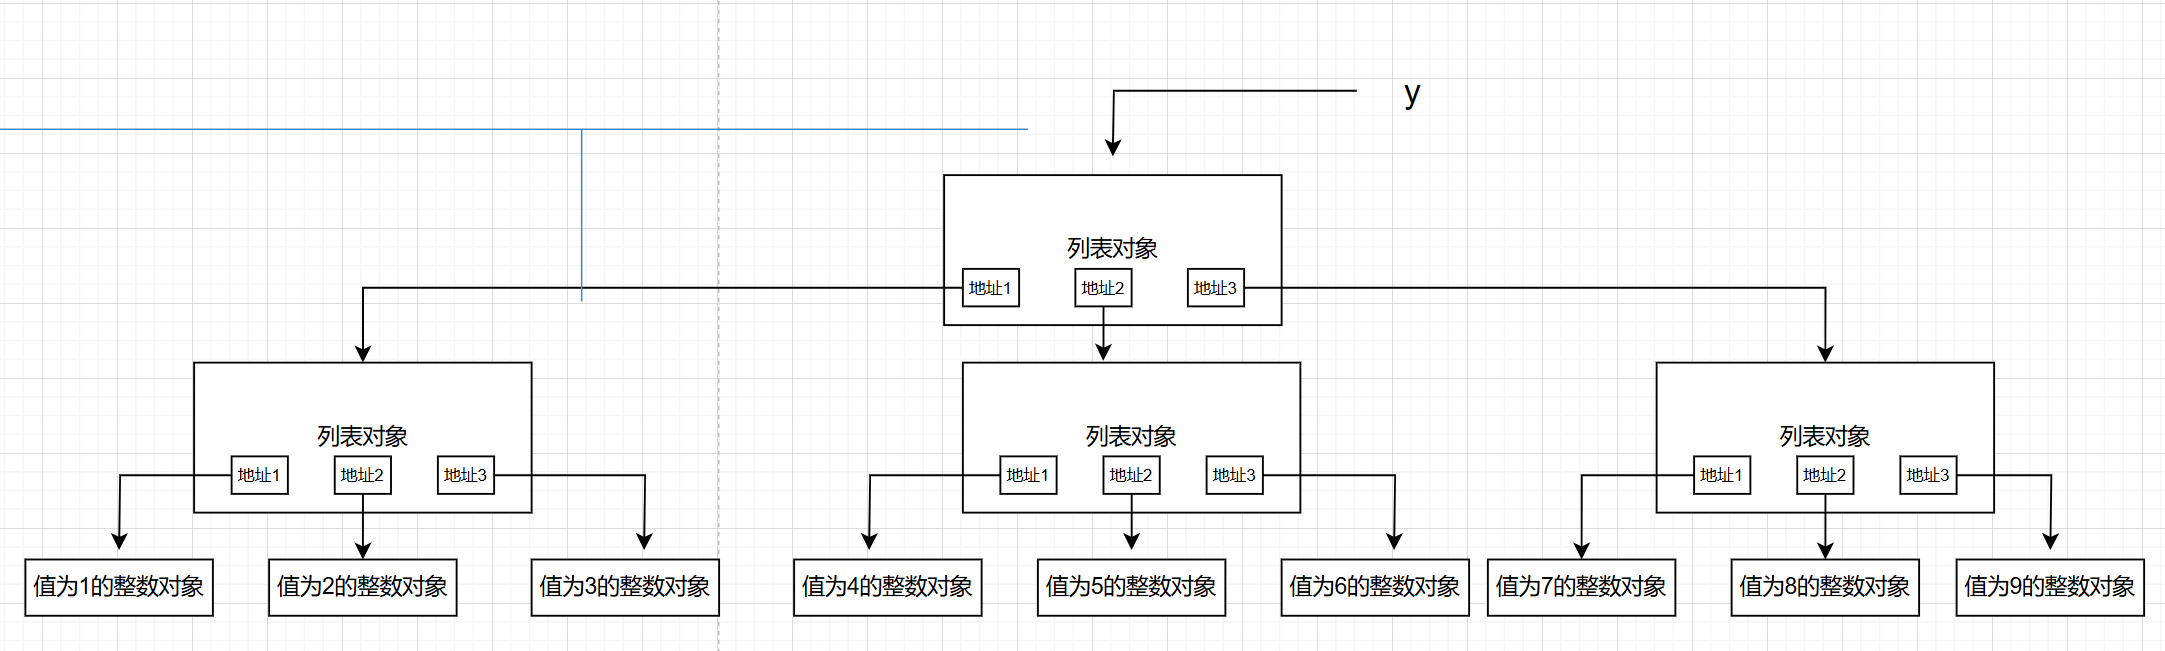 y
列表对象
地址1
地址2
地址3
列表对象
地址1
地址2
地址3
列表对象
地址1
地址2
地址3
列表对象
地址1
地址2
地址3
值为1的整数对象
值为2的整数对象
值为3的整数对象
值为4的整数对象
值为5的整数对象
值为6的整数对象
值为7的整数对象
值为8的整数对象
值为9的整数对象